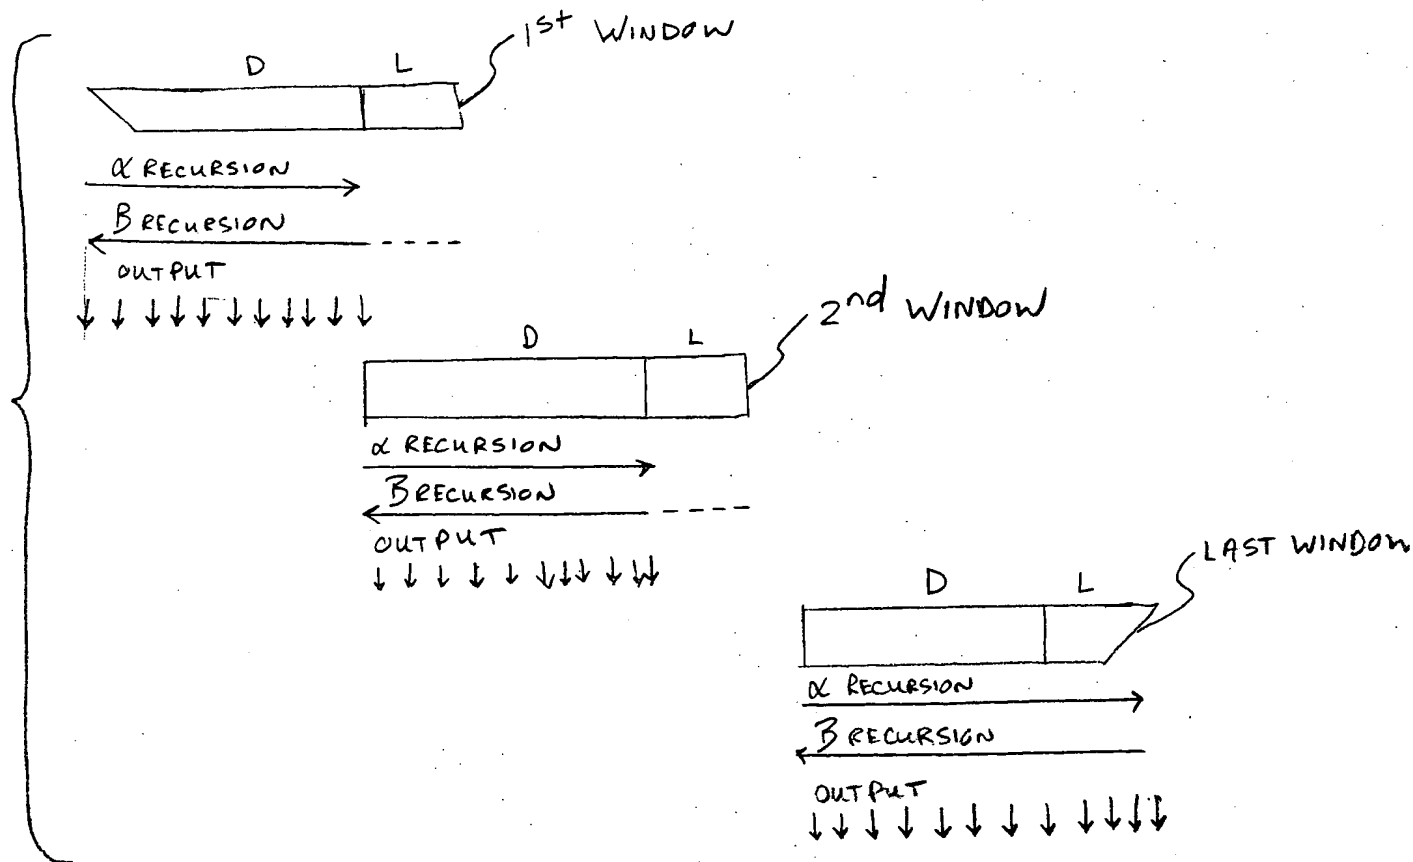 1st WINDOW
D L
α RECURSION
B RECURSION
OUTPUT
2nd WINDOW
D L
α RECURSION
B RECURSION
OUTPUT
LAST WINDOW
D L
α RECURSION
B RECURSION
OUTPUT